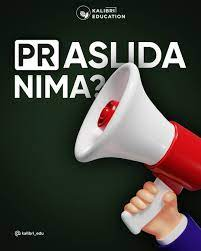 KALIBRI
EDUCATION
PR ASLIDA
NIMA?
@kalibri_edu